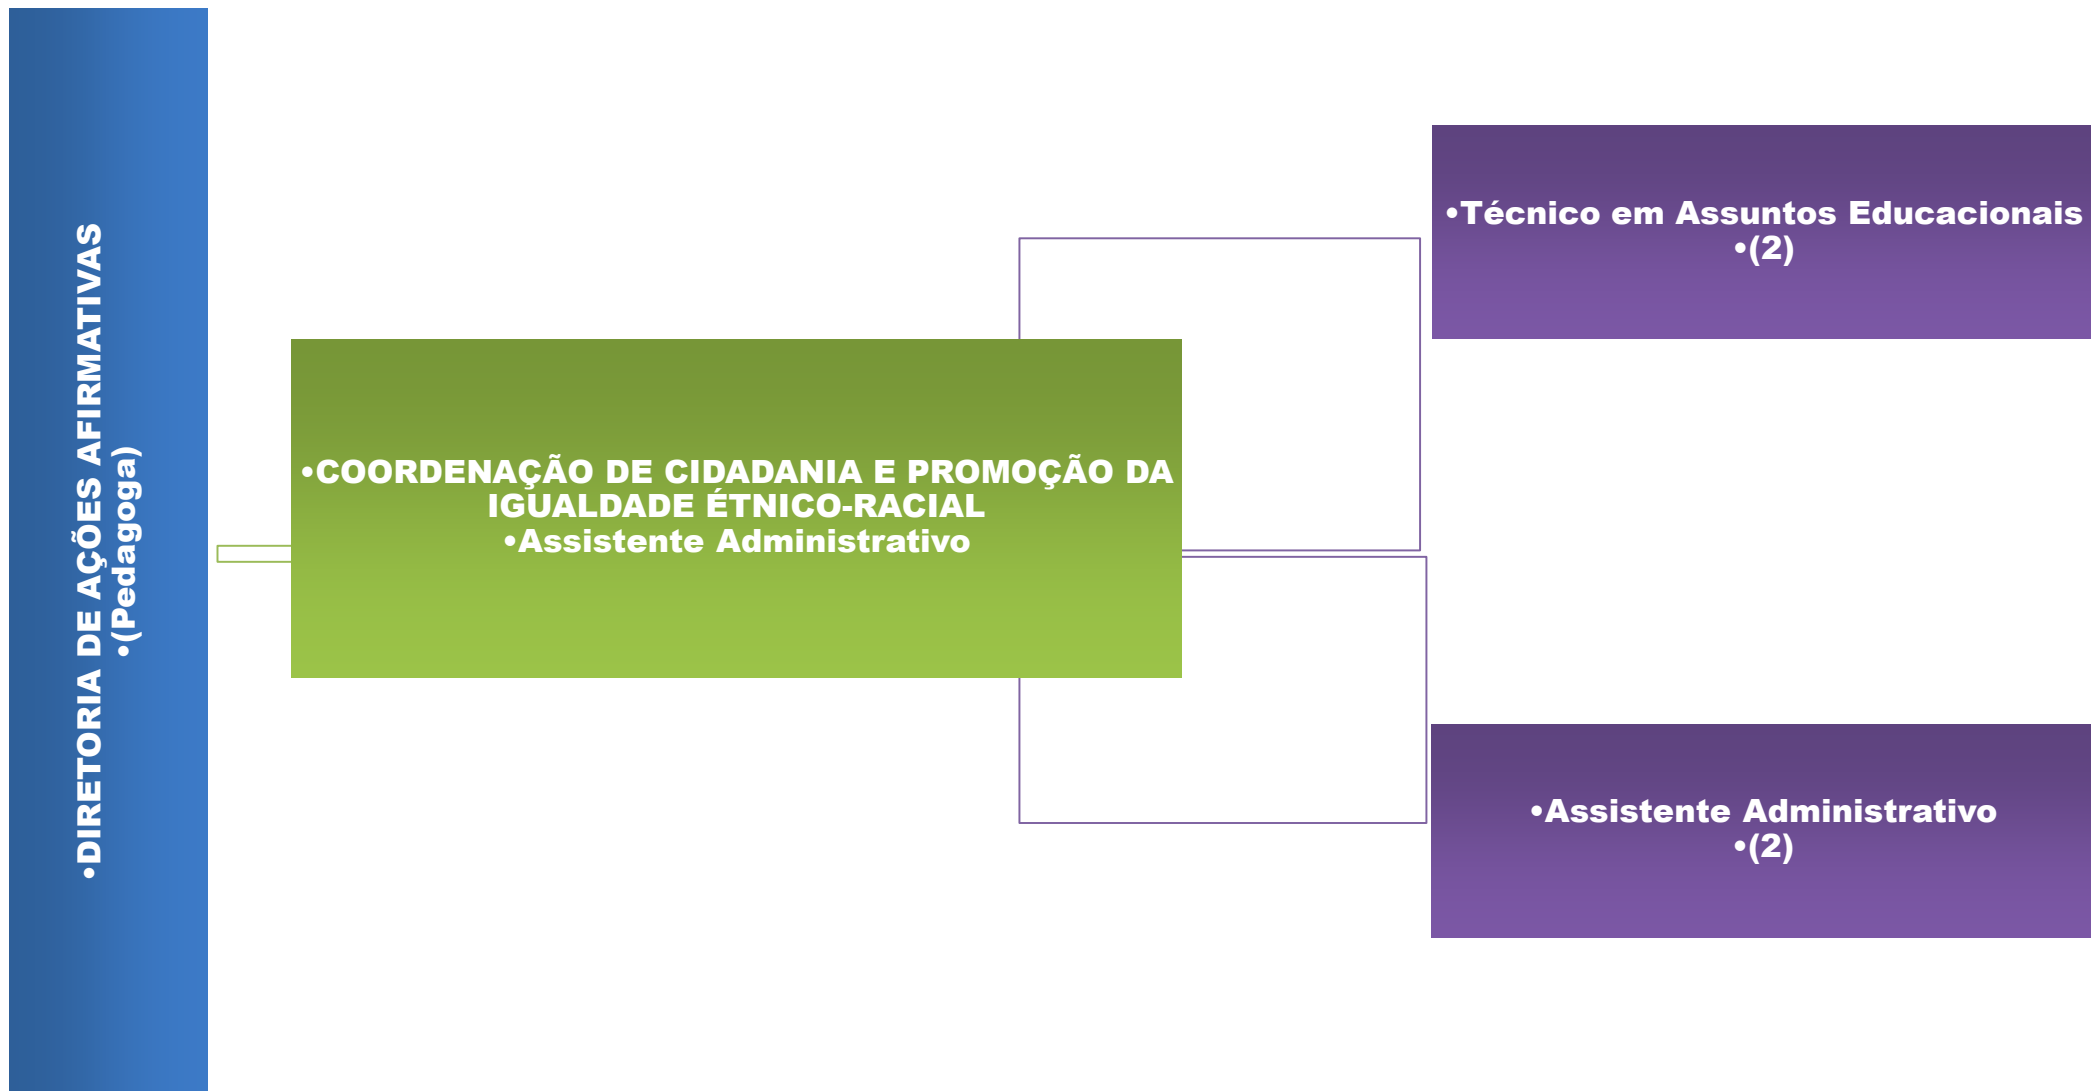 •DIRETORIA DE AÇÕES AFIRMATIVAS
•(Pedagoga)
•COORDENAÇÃO DE CIDADANIA E PROMOÇÃO DA
IGUALDADE ÉTNICO-RACIAL
•Assistente Administrativo
•Técnico em Assuntos Educacionais
•(2)
•Assistente Administrativo
•(2)